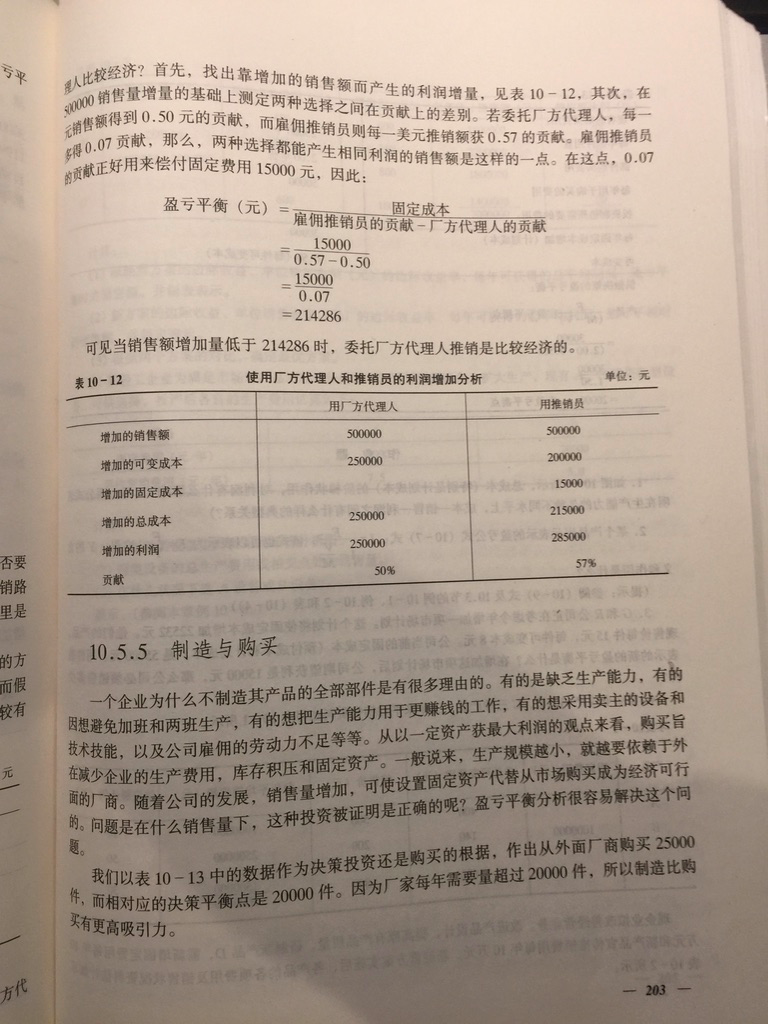 亏平
理人比较经济？首先，找出靠增加的销售额而产生的利润增量，见表 10－12，其次，在
500000 销售量增量的基础上测定两种选择之间在贡献上的差别。若委托厂方代理人，每一
元销售额得到 0.50 元的贡献，而雇佣推销员则每一美元推销额获 0.57 的贡献。雇佣推销员
多得 0.07 贡献，那么，两种选择都能产生相同利润的销售额是这样的一点。在这点，0.07
的贡献正好用来偿付固定费用 15000 元，因此：
固定成本
盈亏平衡（元）＝
雇佣推销员的贡献－厂方代理人的贡献
15000
＝
0.57－0.50
15000
＝
0.07
＝214286
可见当销售额增加量低于 214286 时，委托厂方代理人推销是比较经济的。
表 10－12 使用厂方代理人和推销员的利润增加分析 单位：元
用厂方代理人 用推销员
增加的销售额 500000 500000
增加的可变成本 250000 200000
增加的固定成本 15000
增加的总成本 250000 215000
增加的利润 250000 285000
贡献 50% 57%
10.5.5 制造与购买
一个企业为什么不制造其产品的全部部件是有很多理由的。有的是缺乏生产能力，有的
因想避免加班和两班生产，有的想把生产能力用于更赚钱的工作，有的想采用卖主的设备和
技术技能，以及公司雇佣的劳动力不足等等。从以一定资产获最大利润的观点来看，购买旨
在减少企业的生产费用，库存积压和固定资产。一般说来，生产规模越小，就越要依赖于外
面的厂商。随着公司的发展，销售量增加，可使设置固定资产代替从市场购买成为经济可行
的。问题是在什么销售量下，这种投资被证明是正确的呢？盈亏平衡分析很容易解决这个问
题。
我们以表 10－13 中的数据作为决策投资还是购买的根据，作出从外面厂商购买 25000
件，而相对应的决策平衡点是 20000 件。因为厂家每年需要量超过 20000 件，所以制造比购
买有更高吸引力。
— 203 —
否要
销路
里是
的方
而假
较有
元
方代